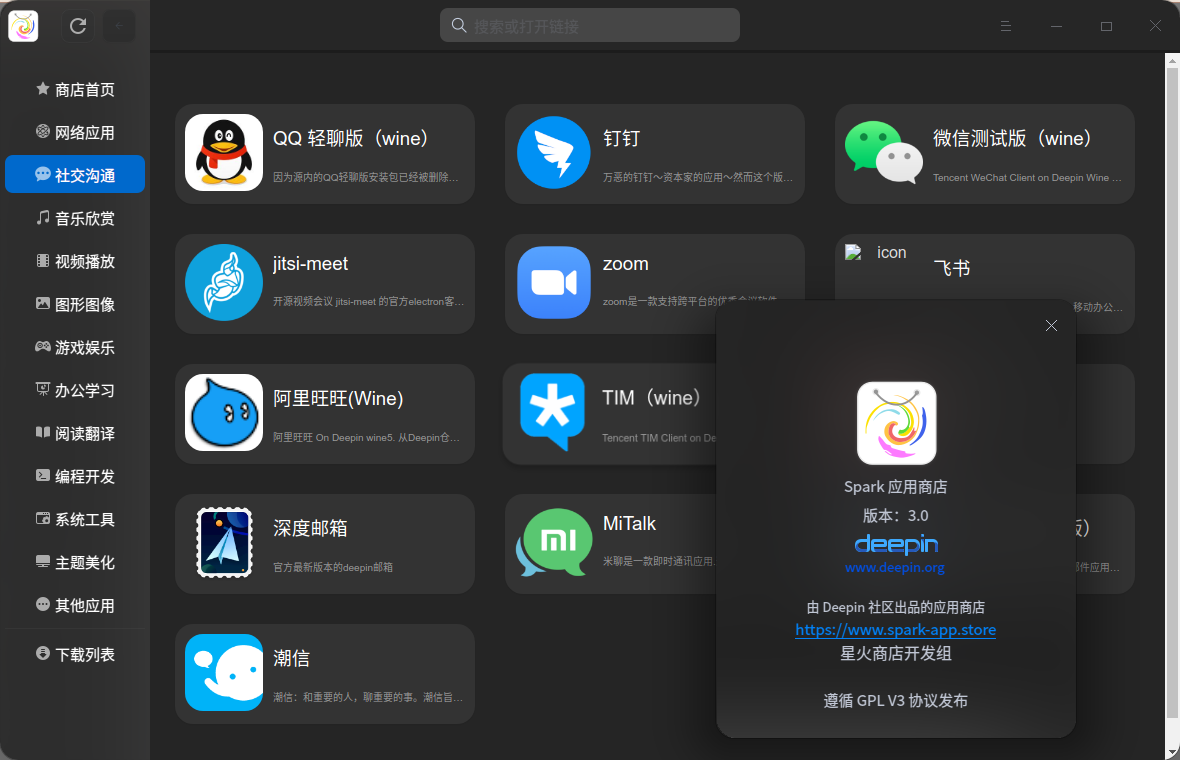 搜索或打开链接
商店首页
网络应用
社交沟通
音乐欣赏
视频播放
图形图像
游戏娱乐
办公学习
阅读翻译
编程开发
系统工具
主题美化
其他应用
下载列表
QQ 轻聊版（wine）
因为源内的QQ轻聊版安装包已经被删除…
钉钉
万恶的钉钉～资本家的应用～然而这个版…
微信测试版（wine）
Tencent WeChat Client on Deepin Wine …
jitsi-meet
开源视频会议 jitsi-meet 的官方electron客…
zoom
zoom是一款支持跨平台的优秀会议软件
icon
飞书
移动办公…
阿里旺旺(Wine)
阿里旺旺 On Deepin wine5. 从Deepin仓…
TIM（wine）
Tencent TIM Client on De
深度邮箱
官方最新版本的deepin邮箱
mı
MiTalk
米聊是一款即时通讯应用.
版）
邮件应用…
潮信
潮信：和重要的人，聊重要的事。潮信旨…
Spark 应用商店
版本：3.0
deepin
www.deepin.org
由 Deepin 社区出品的应用商店
https://www.spark-app.store
星火商店开发组
遵循 GPL V3 协议发布